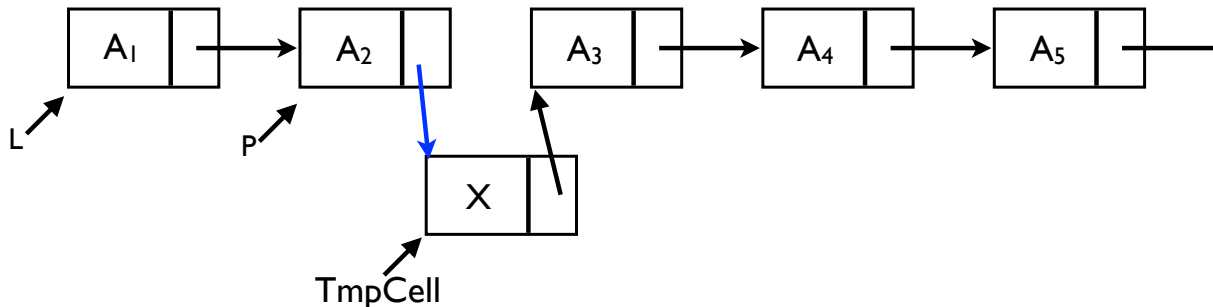 A₁ A₂ A₃ A₄ A₅
L P
X
TmpCell